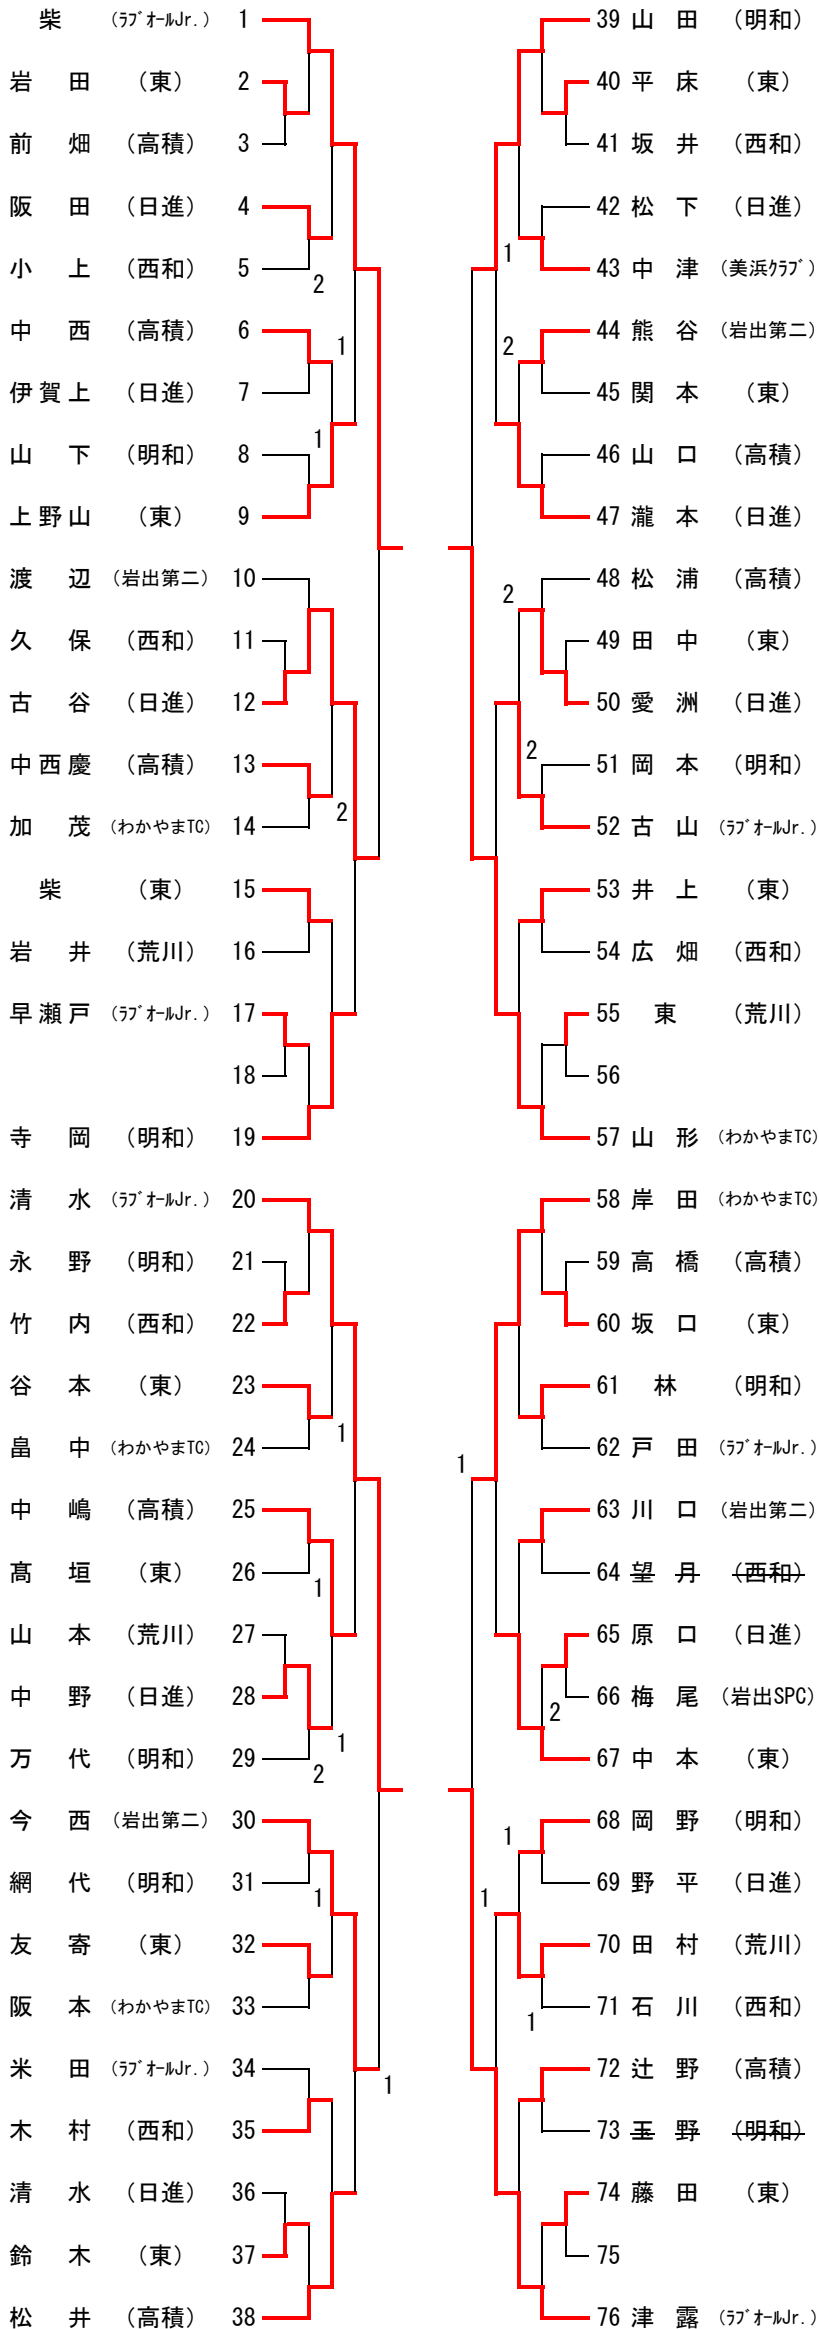 柴 (ﾗﾌﾞｵｰﾙJr.) 1
岩田 (東) 2
前畑 (高積) 3
阪田 (日進) 4
小上 (西和) 5
2
中西 (高積) 6
1
伊賀上 (日進) 7
山下 (明和) 8
1
上野山 (東) 9
渡辺 (岩出第二) 10
久保 (西和) 11
古谷 (日進) 12
中西慶 (高積) 13
加茂 (わかやまTC) 14
2
柴 (東) 15
岩井 (荒川) 16
早瀬戸 (ﾗﾌﾞｵｰﾙJr.) 17
18
寺岡 (明和) 19
清水 (ﾗﾌﾞｵｰﾙJr.) 20
永野 (明和) 21
竹内 (西和) 22
谷本 (東) 23
1
畠中 (わかやまTC) 24
中嶋 (高積) 25
髙垣 (東) 26
1
山本 (荒川) 27
中野 (日進) 28
1
万代 (明和) 29
2
今西 (岩出第二) 30
網代 (明和) 31
1
友寄 (東) 32
阪本 (わかやまTC) 33
米田 (ﾗﾌﾞｵｰﾙJr.) 34
1
木村 (西和) 35
清水 (日進) 36
鈴木 (東) 37
松井 (高積) 38
39 山田 (明和)
40 平床 (東)
41 坂井 (西和)
42 松下 (日進)
1
43 中津 (美浜ｸﾗﾌﾞ)
44 熊谷 (岩出第二)
2
45 関本 (東)
46 山口 (高積)
47 瀧本 (日進)
48 松浦 (高積)
2
49 田中 (東)
50 愛洲 (日進)
2
51 岡本 (明和)
52 古山 (ﾗﾌﾞｵｰﾙJr.)
53 井上 (東)
54 広畑 (西和)
55 東 (荒川)
56
57 山形 (わかやまTC)
58 岸田 (わかやまTC)
59 高橋 (高積)
60 坂口 (東)
61 林 (明和)
62 戸田 (ﾗﾌﾞｵｰﾙJr.)
1
63 川口 (岩出第二)
64 望月 (西和)
65 原口 (日進)
66 梅尾 (岩出SPC)
2
67 中本 (東)
68 岡野 (明和)
1
69 野平 (日進)
1
70 田村 (荒川)
71 石川 (西和)
1
72 辻野 (高積)
73 玉野 (明和)
74 藤田 (東)
75
76 津露 (ﾗﾌﾞｵｰﾙJr.)